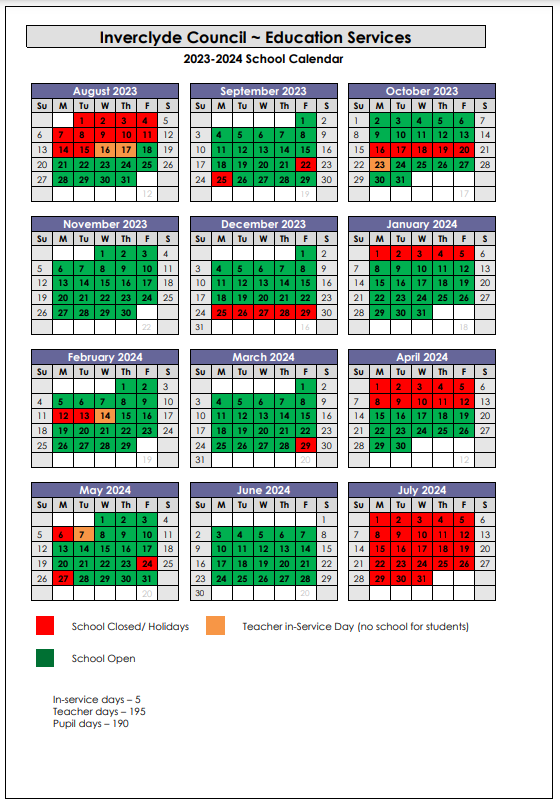 Inverclyde Council ~ Education Services
2023-2024 School Calendar
August 2023
Su M Tu W Th F S
1 2 3 4 5
6 7 8 9 10 11 12
13 14 15 16 17 18 19
20 21 22 23 24 25 26
27 28 29 30 31
12
September 2023
Su M Tu W Th F S
1 2
3 4 5 6 7 8 9
10 11 12 13 14 15 16
17 18 19 20 21 22 23
24 25 26 27 28 29 30
19
October 2023
Su M Tu W Th F S
1 2 3 4 5 6 7
8 9 10 11 12 13 14
15 16 17 18 19 20 21
22 23 24 25 26 27 28
29 30 31
17
November 2023
Su M Tu W Th F S
1 2 3 4
5 6 7 8 9 10 11
12 13 14 15 16 17 18
19 20 21 22 23 24 25
26 27 28 29 30
22
December 2023
Su M Tu W Th F S
1 2
3 4 5 6 7 8 9
10 11 12 13 14 15 16
17 18 19 20 21 22 23
24 25 26 27 28 29 30
31 16
January 2024
Su M Tu W Th F S
1 2 3 4 5 6
7 8 9 10 11 12 13
14 15 16 17 18 19 20
21 22 23 24 25 26 27
28 29 30 31
18
February 2024
Su M Tu W Th F S
1 2 3
4 5 6 7 8 9 10
11 12 13 14 15 16 17
18 19 20 21 22 23 24
25 26 27 28 29
19
March 2024
Su M Tu W Th F S
1 2
3 4 5 6 7 8 9
10 11 12 13 14 15 16
17 18 19 20 21 22 23
24 25 26 27 28 29 30
31 20
April 2024
Su M Tu W Th F S
1 2 3 4 5 6
7 8 9 10 11 12 13
14 15 16 17 18 19 20
21 22 23 24 25 26 27
28 29 30
12
May 2024
Su M Tu W Th F S
1 2 3 4
5 6 7 8 9 10 11
12 13 14 15 16 17 18
19 20 21 22 23 24 25
26 27 28 29 30 31
20
June 2024
Su M Tu W Th F S
1
2 3 4 5 6 7 8
9 10 11 12 13 14 15
16 17 18 19 20 21 22
23 24 25 26 27 28 29
30 20
July 2024
Su M Tu W Th F S
1 2 3 4 5 6
7 8 9 10 11 12 13
14 15 16 17 18 19 20
21 22 23 24 25 26 27
28 29 30 31
School Closed/ Holidays
Teacher in-Service Day (no school for students)
School Open
In-service days – 5
Teacher days – 195
Pupil days – 190